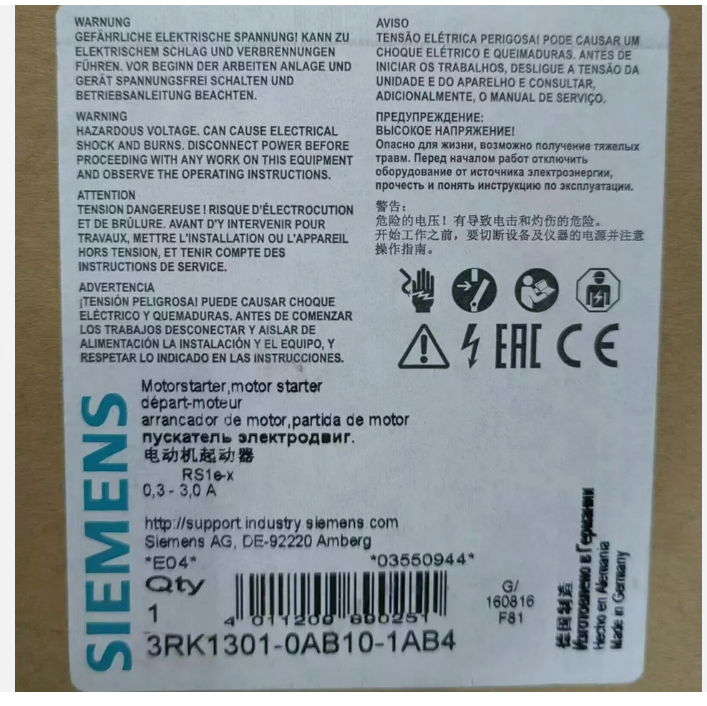 WARNUNG
GEFÄHRLICHE ELEKTRISCHE SPANNUNG! KANN ZU
ELEKTRISCHEM SCHLAG UND VERBRENNUNGEN
FÜHREN. VOR BEGINN DER ARBEITEN ANLAGE UND
GERÄT SPANNUNGSFREI SCHALTEN UND
BETRIEBSANLEITUNG BEACHTEN.
WARNING
HAZARDOUS VOLTAGE. CAN CAUSE ELECTRICAL
SHOCK AND BURNS. DISCONNECT POWER BEFORE
PROCEEDING WITH ANY WORK ON THIS EQUIPMENT
AND OBSERVE THE OPERATING INSTRUCTIONS.
ATTENTION
TENSION DANGEREUSE ! RISQUE D'ÉLECTROCUTION
ET DE BRÛLURE. AVANT D'Y INTERVENIR POUR
TRAVAUX, METTRE L'INSTALLATION OU L'APPAREIL
HORS TENSION, ET TENIR COMPTE DES
INSTRUCTIONS DE SERVICE.
ADVERTENCIA
¡TENSIÓN PELIGROSA! PUEDE CAUSAR CHOQUE
ELÉCTRICO Y QUEMADURAS. ANTES DE COMENZAR
LOS TRABAJOS DESCONECTAR Y AISLAR DE
ALIMENTACIÓN LA INSTALACIÓN Y EL EQUIPO, Y
RESPETAR LO INDICADO EN LAS INSTRUCCIONES.
AVISO
TENSÃO ELÉTRICA PERIGOSA! PODE CAUSAR UM
CHOQUE ELÉTRICO E QUEIMADURAS. ANTES DE
INICIAR OS TRABALHOS, DESLIGUE A TENSÃO DA
UNIDADE E DO APARELHO E CONSULTAR,
ADICIONALMENTE, O MANUAL DE SERVIÇO.
ПРЕДУПРЕЖДЕНИЕ:
ВЫСОКОЕ НАПРЯЖЕНИЕ!
Опасно для жизни, возможно получение тяжелых
травм. Перед началом работ отключить
оборудование от источника электроэнергии,
прочесть и понять инструкцию по эксплуатации.
警告:
危险的电压! 有导致电击和灼伤的危险。
开始工作之前，要切断设备及仪器的电源并注意
操作指南。
EAC CE
SIEMENS
Motorstarter,motor starter
départ-moteur
arrancador de motor,partida de motor
пускатель электродвиг.
电动机起动器
RS1e-x
0,3 - 3,0 A
http://support.industry.siemens.com
Siemens AG, DE-92220 Amberg
*E04* *03550944*
Qty
1
4 011209 890251
3RK1301-0AB10-1AB4
G/
160816
F81
德国制造
Изготовлено в Германии
Hecho en Alemania
Made in Germany